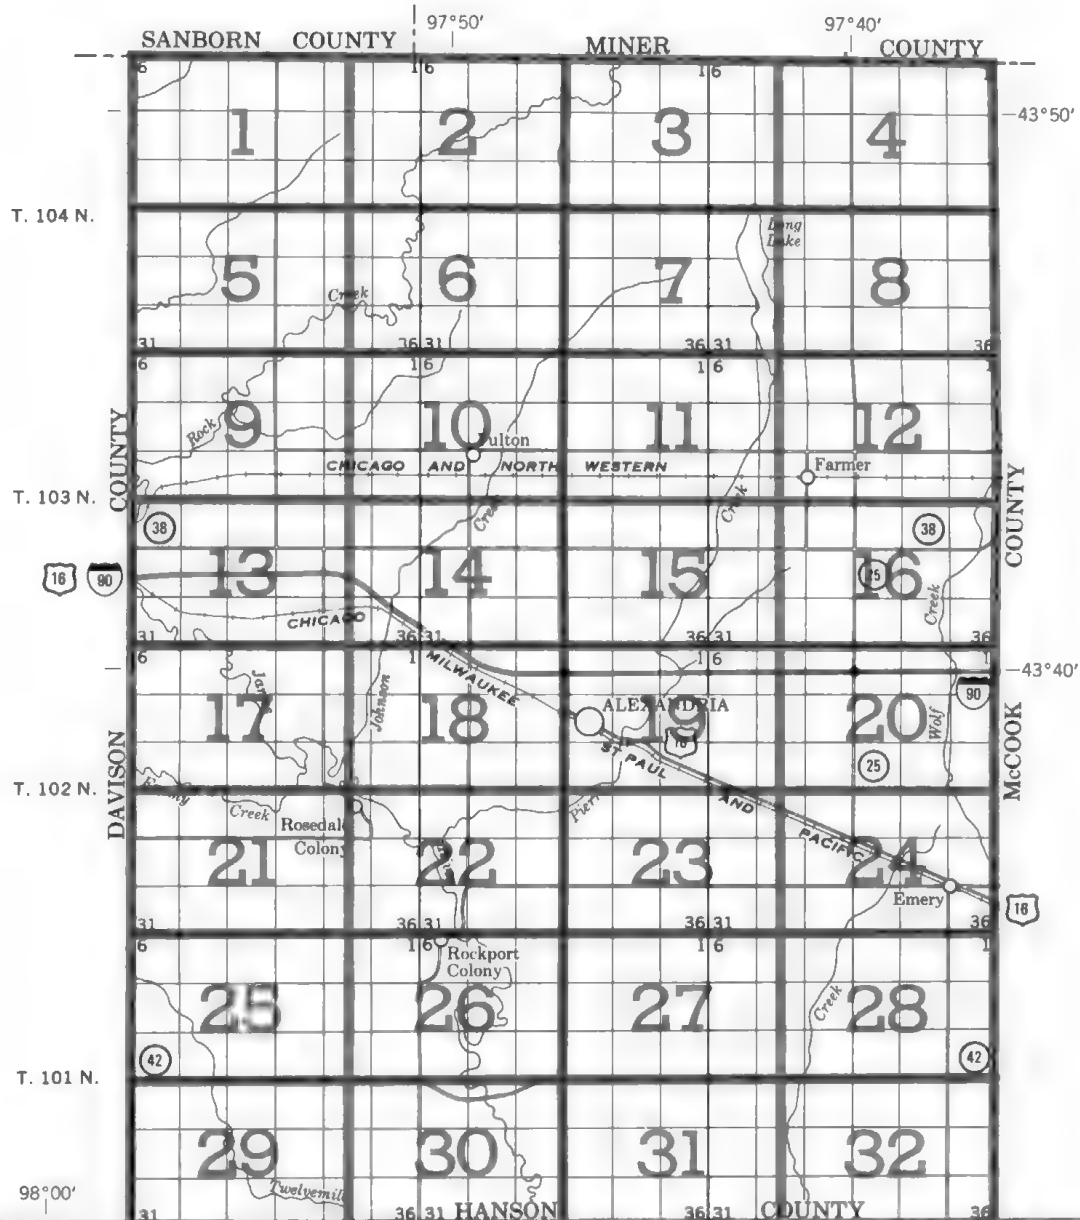 97°50' 97°40'
SANBORN COUNTY MINER COUNTY
6 1 6 1 6
43°50'
1 2 3 4
T. 104 N.
Long
Lake
5 6 7 8
Creek
31 36 31 36 31 36
6 1 6 1 6
Rock 9 10 11 12
COUNTY
Fulton
CHICAGO AND NORTH WESTERN
Farmer
COUNTY
T. 103 N.
Creek Creek
38 38
13 14 15 16
16 90 25
Creek
CHICAGO
31 36 31 36 31 36
6 1 1 6
MILWAUKEE
43°40'
90
Johnson
17 18 19 20
ALEXANDRIA
16
Wolf
ST PAUL
25
DAVISON
McCOOK
T. 102 N.
AND
Creek
Rosedale
Colony
PACIFIC
21 22 23 24
Emery
16
31 36 31 36 31 36
6 1 6 1 6
Rockport
Colony
25 26 27 28
Creek
42 42
T. 101 N.
29 30 31 32
98°00'
Twelvemile
31 36 31 36 31
HANSON COUNTY